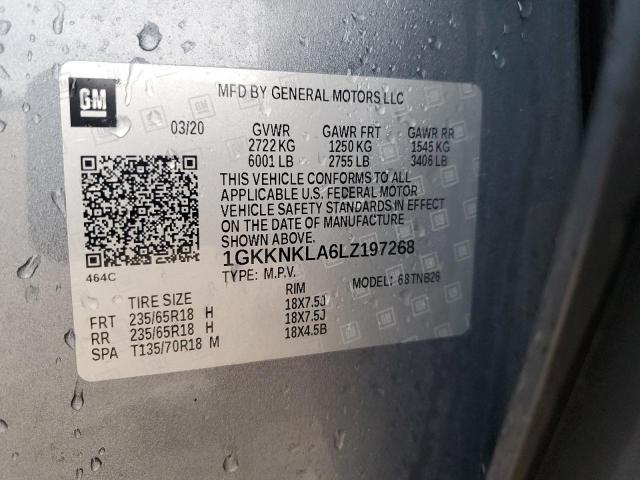 GM
MFD BY GENERAL MOTORS LLC
03/20 GVWR GAWR FRT GAWR RR
2722 KG 1250 KG 1545 KG
6001 LB 2755 LB 3406 LB
THIS VEHICLE CONFORMS TO ALL
APPLICABLE U.S. FEDERAL MOTOR
VEHICLE SAFETY STANDARDS IN EFFECT
ON THE DATE OF MANUFACTURE
SHOWN ABOVE.
1GKKNKLA6LZ197268
464C TYPE: M.P.V. MODEL: 68TNB26
TIRE SIZE RIM
FRT 235/65R18 H 18X7.5J
RR 235/65R18 H 18X7.5J
SPA T135/70R18 M 18X4.5B